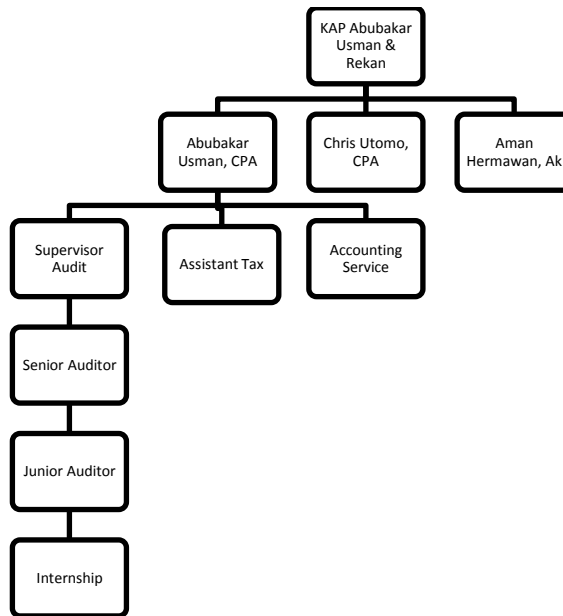 KAP Abubakar
Usman &
Rekan
Abubakar
Usman, CPA
Chris Utomo,
CPA
Aman
Hermawan, Ak
Supervisor
Audit
Assistant Tax
Accounting
Service
Senior Auditor
Junior Auditor
Internship